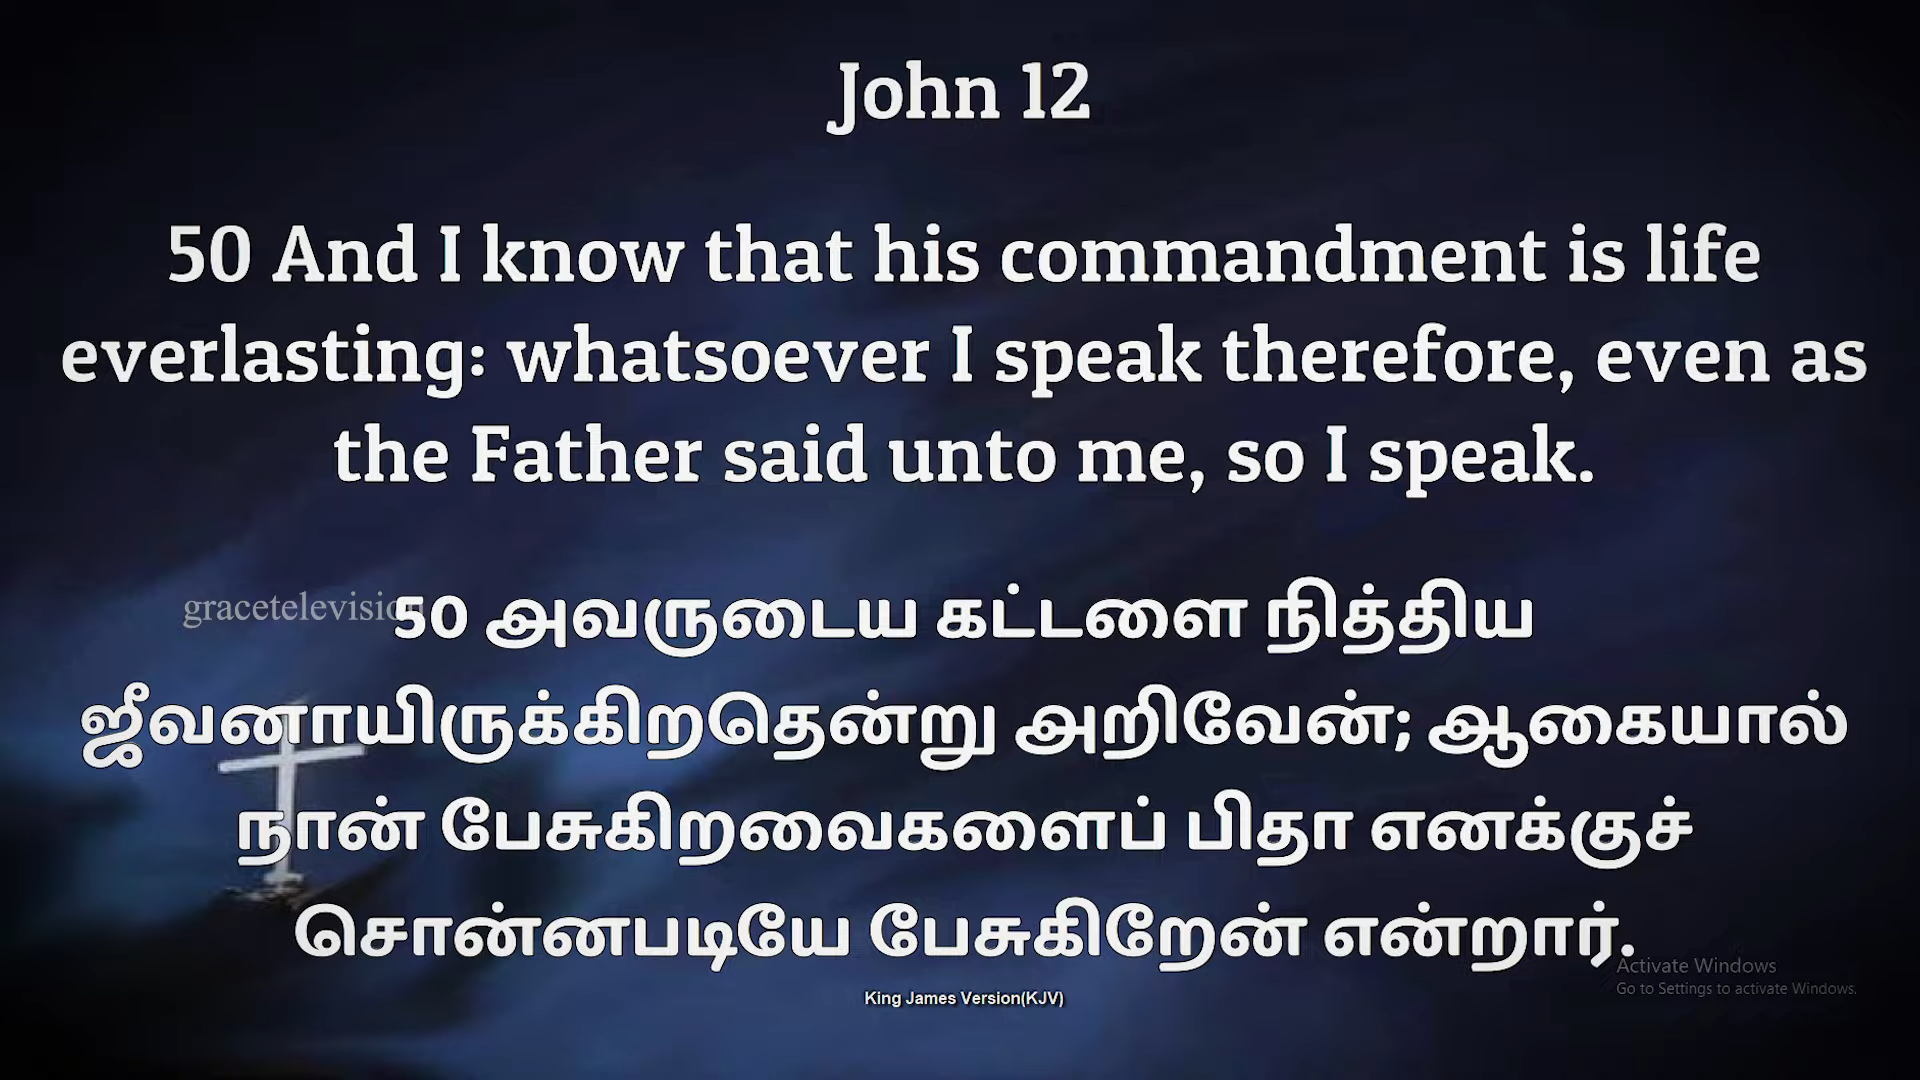 John 12
50 And I know that his commandment is life
everlasting: whatsoever I speak therefore, even as
the Father said unto me, so I speak.
gracetelevision
50 அவருடைய கட்டளை நித்திய
ஜீவனாயிருக்கிறதென்று அறிவேன்; ஆகையால்
நான் பேசுகிறவைகளைப் பிதா எனக்குச்
சொன்னபடியே பேசுகிறேன் என்றார்.
Activate Windows
Go to Settings to activate Windows.
King James Version(KJV)